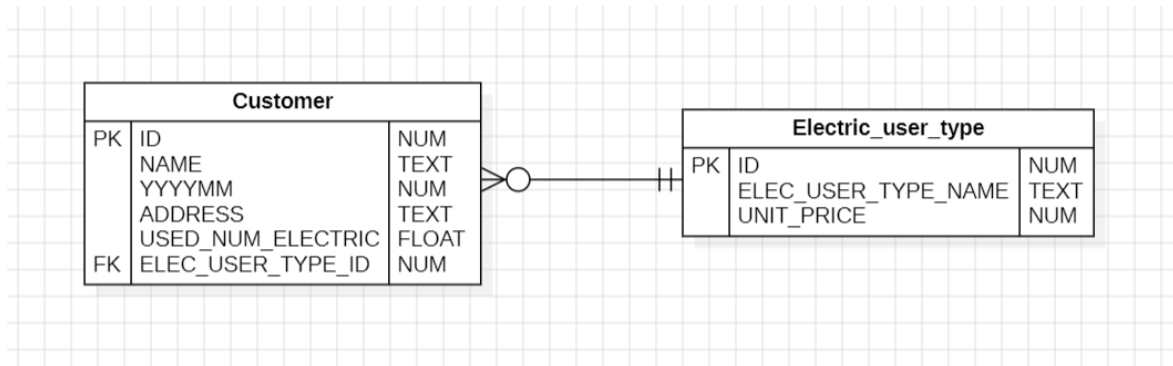 Customer
PK ID NUM
NAME TEXT
YYYYMM NUM
ADDRESS TEXT
USED_NUM_ELECTRIC FLOAT
FK ELEC_USER_TYPE_ID NUM
Electric_user_type
PK ID NUM
ELEC_USER_TYPE_NAME TEXT
UNIT_PRICE NUM